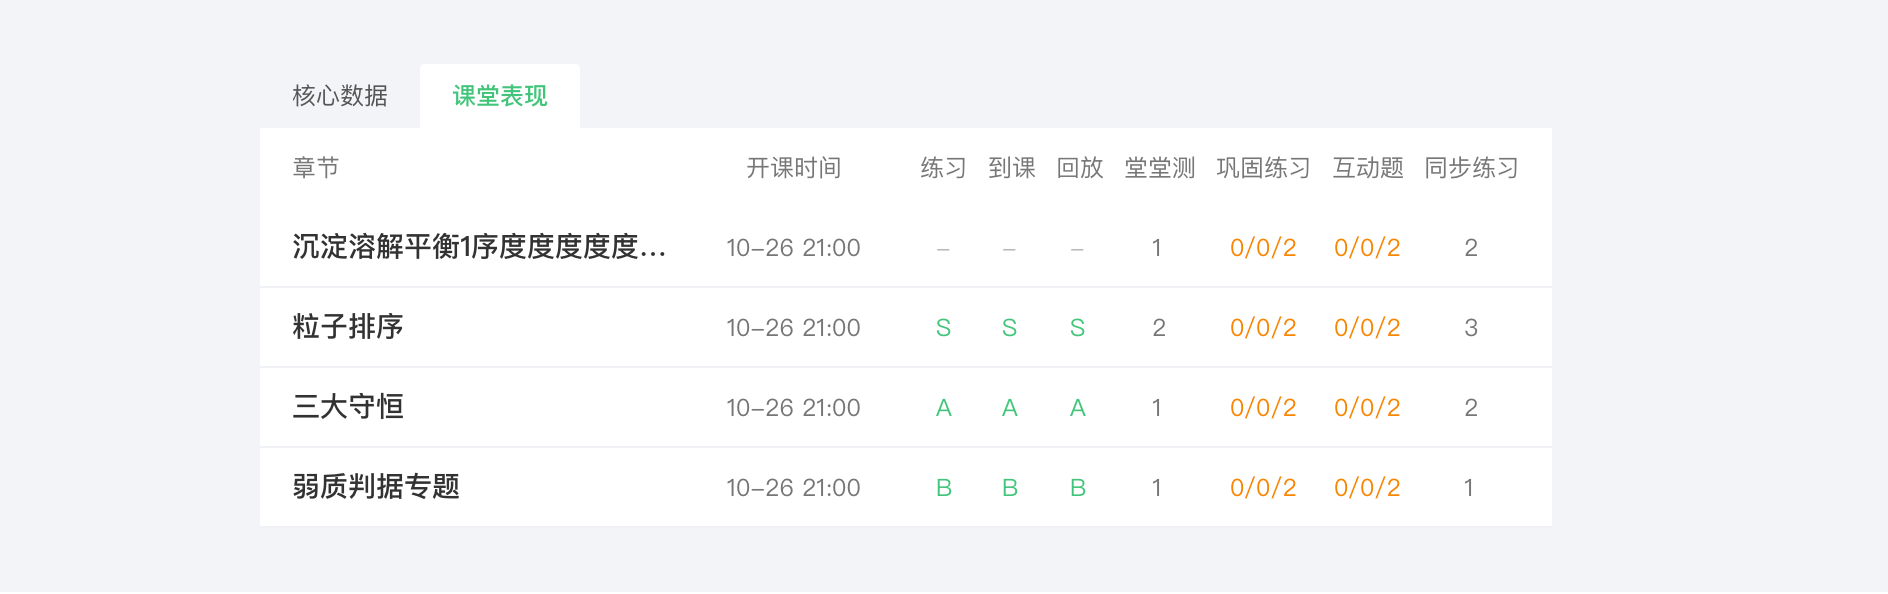 核心数据 课堂表现
章节 开课时间 练习 到课 回放 堂堂测 巩固练习 互动题 同步练习
沉淀溶解平衡1序度度度度度... 10-26 21:00 – – – 1 0/0/2 0/0/2 2
粒子排序 10-26 21:00 S S S 2 0/0/2 0/0/2 3
三大守恒 10-26 21:00 A A A 1 0/0/2 0/0/2 2
弱质判据专题 10-26 21:00 B B B 1 0/0/2 0/0/2 1